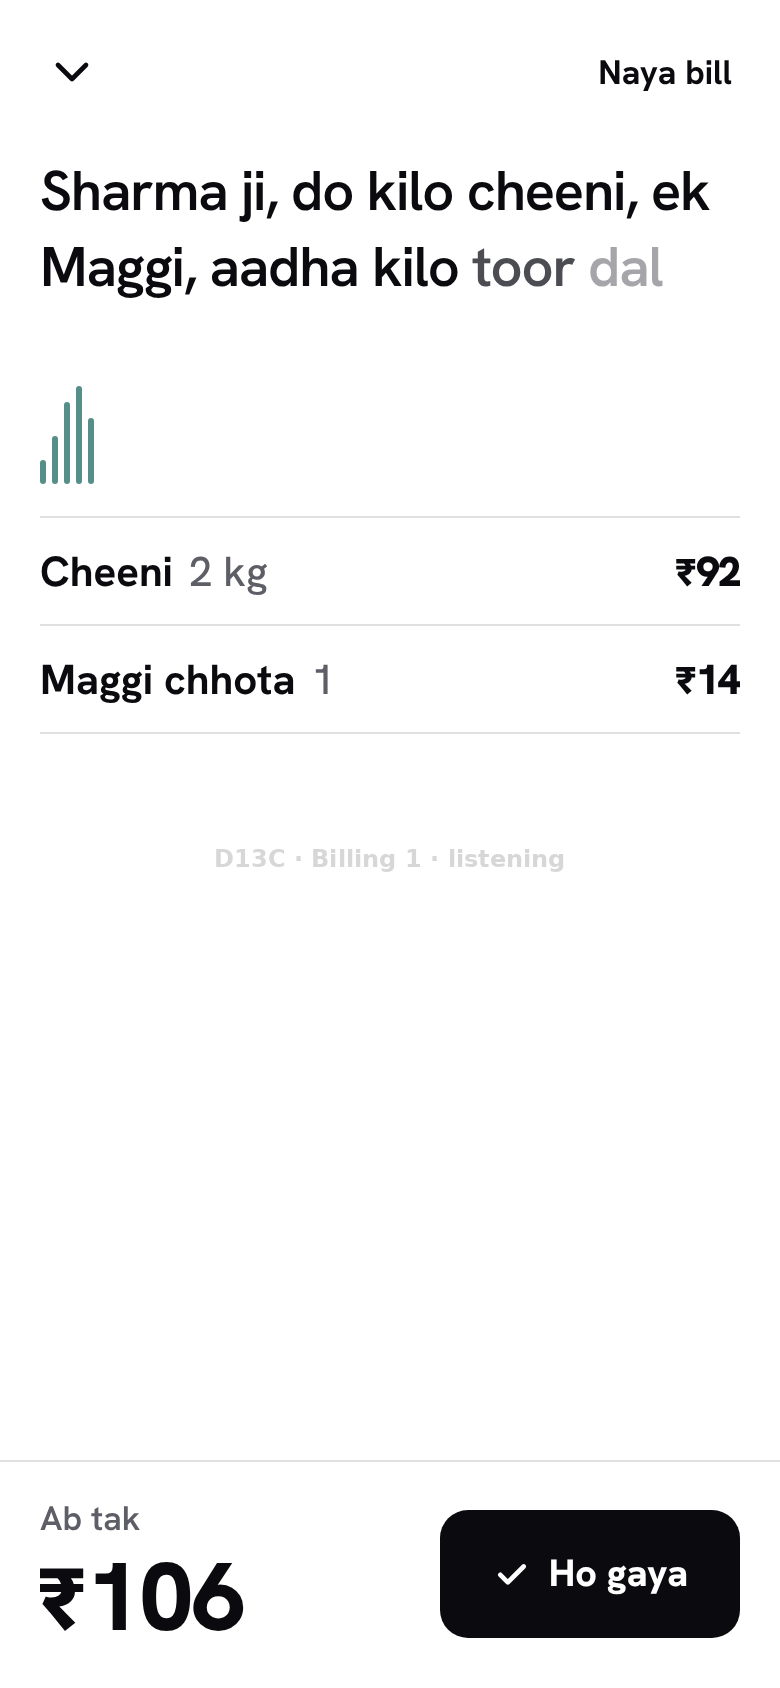 Naya bill
Sharma ji, do kilo cheeni, ek
Maggi, aadha kilo toor dal
Cheeni 2 kg ₹92
Maggi chhota 1 ₹14
D13C · Billing 1 · listening
Ab tak
₹106
Ho gaya